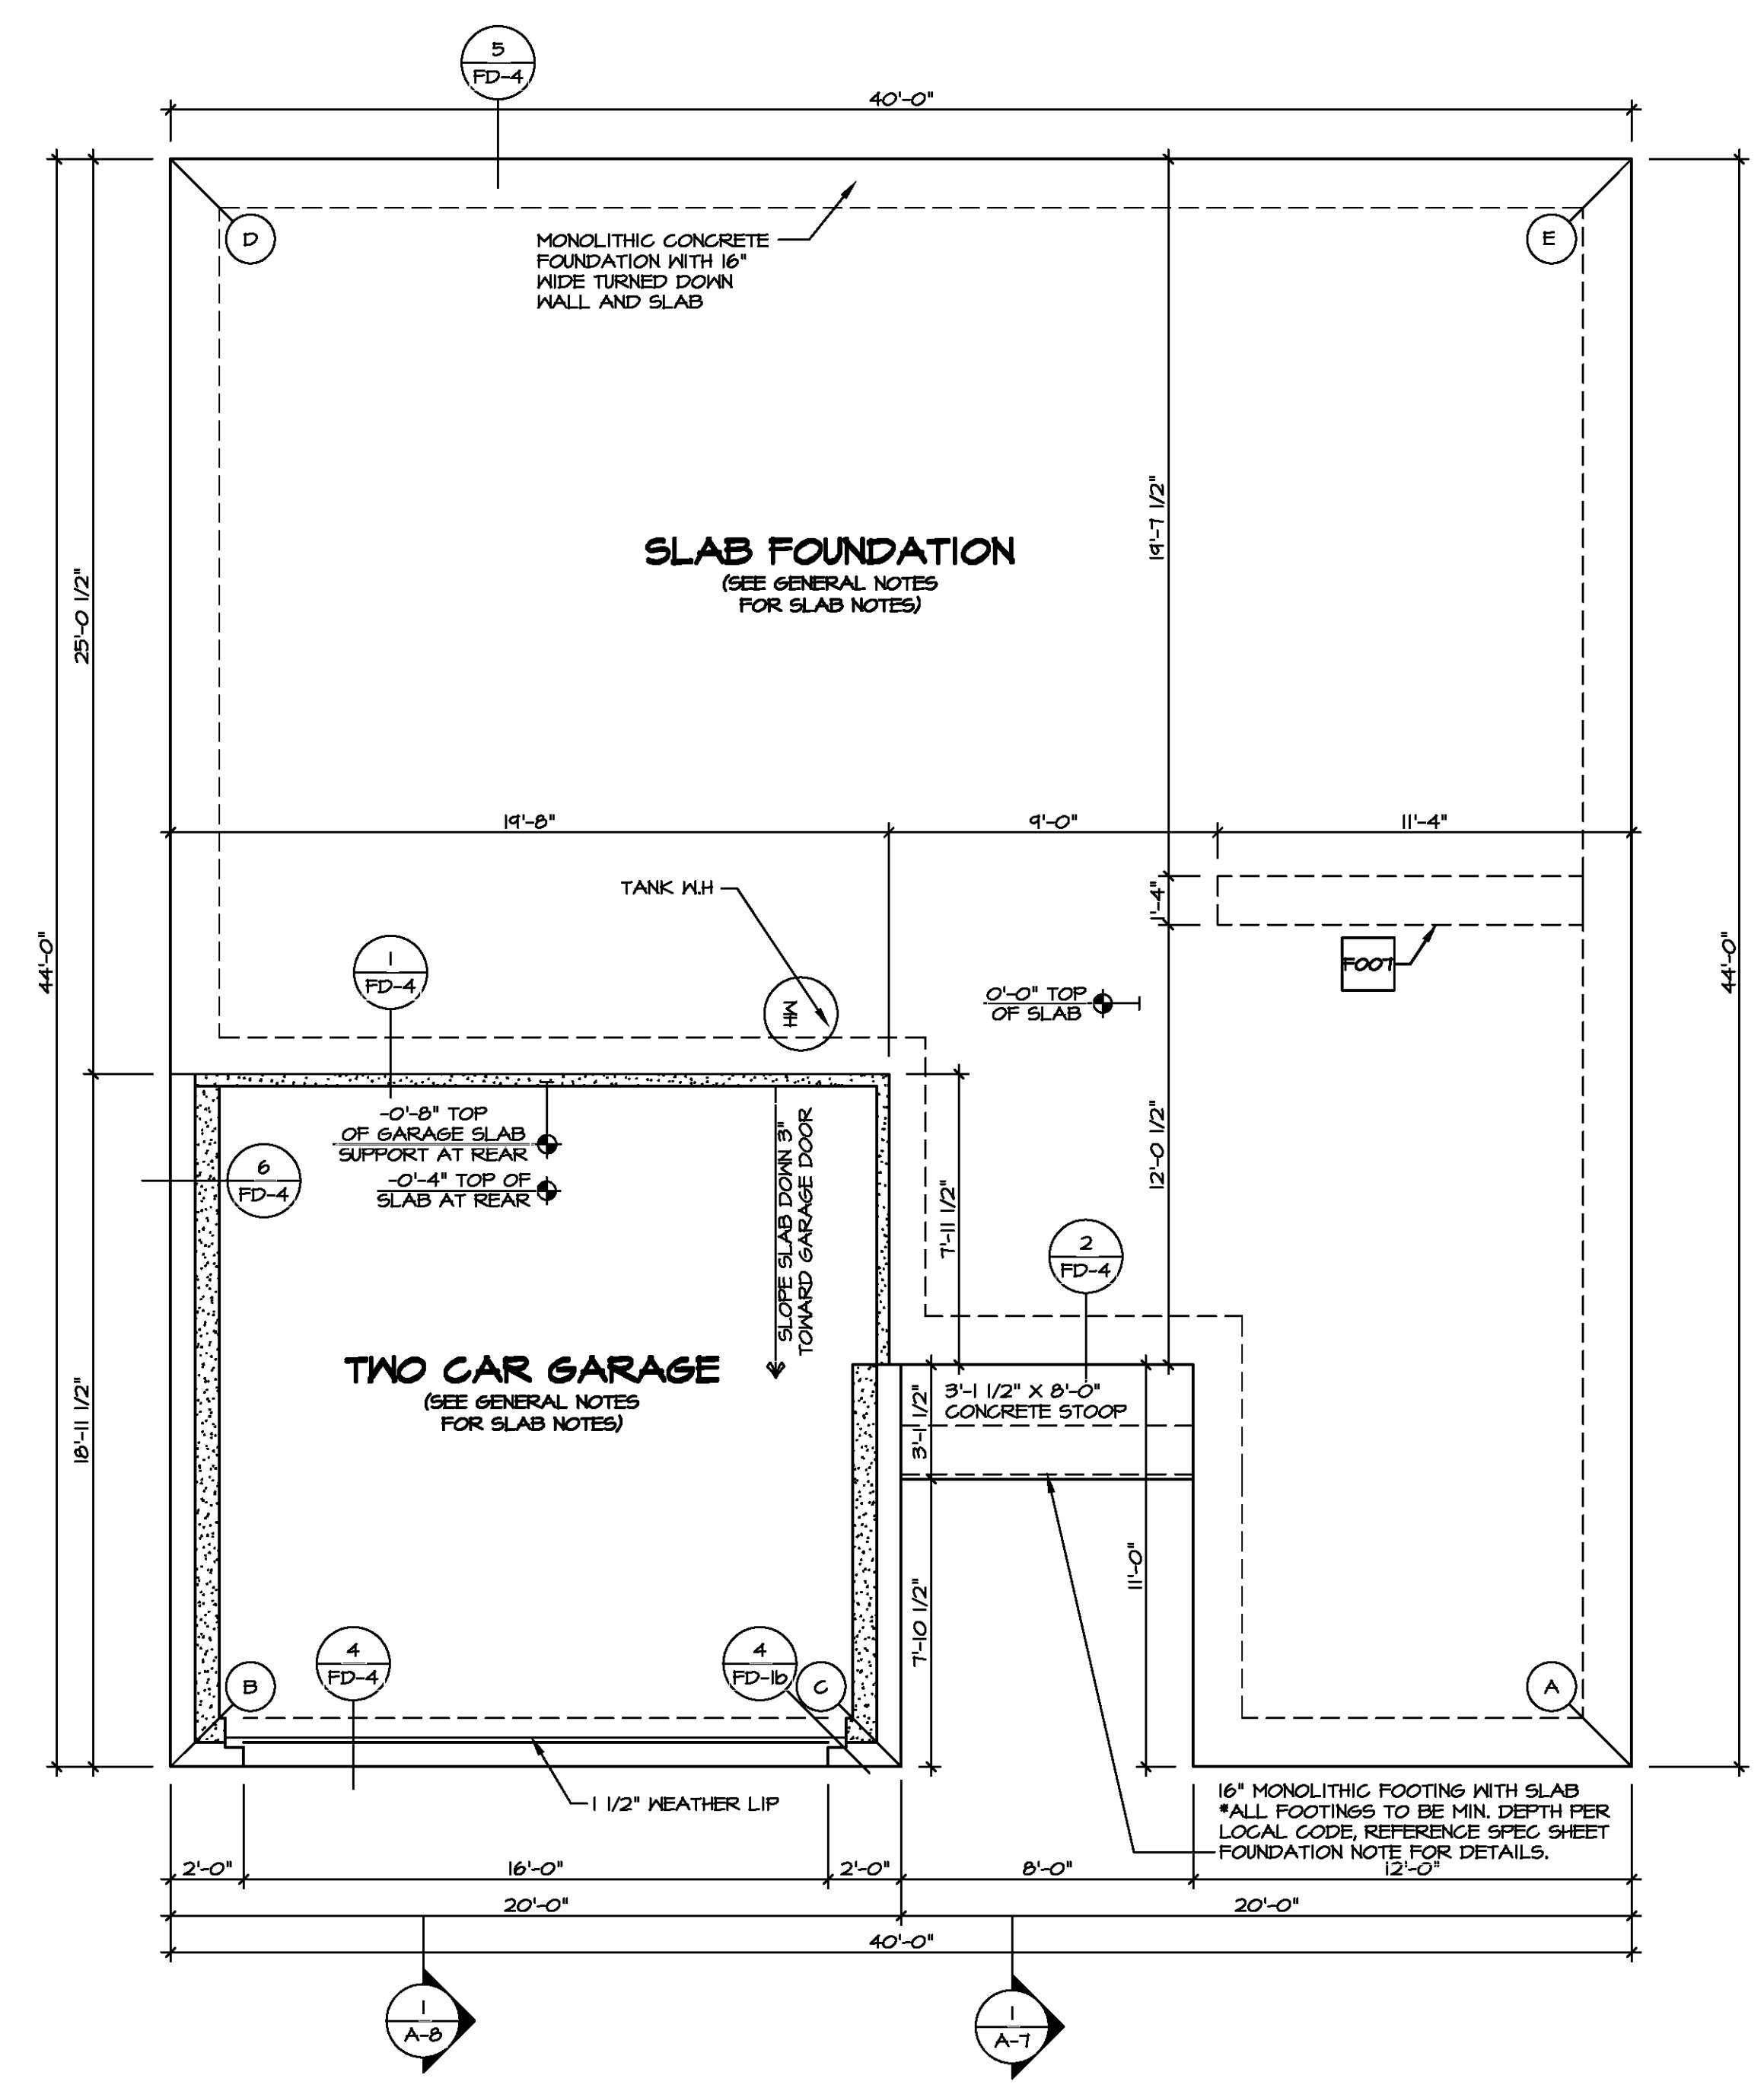 5
FD-4
40'-0"
D
E
MONOLITHIC CONCRETE
FOUNDATION WITH 16"
WIDE TURNED DOWN
WALL AND SLAB
19'-7 1/2"
SLAB FOUNDATION
(SEE GENERAL NOTES
FOR SLAB NOTES)
25'-0 1/2"
19'-8"
9'-0"
11'-4"
TANK W.H
1'-4"
44'-0"
44'-0"
1
FD-4
F007
WH
0'-0" TOP
OF SLAB
-0'-8" TOP
OF GARAGE SLAB
SUPPORT AT REAR
-0'-4" TOP OF
SLAB AT REAR
6
FD-4
SLOPE SLAB DOWN 3"
TOWARD GARAGE DOOR
7'-11 1/2"
12'-0 1/2"
2
FD-4
TWO CAR GARAGE
(SEE GENERAL NOTES
FOR SLAB NOTES)
18'-11 1/2"
3'-1 1/2"
3'-1 1/2" X 8'-0"
CONCRETE STOOP
7'-10 1/2"
11'-0"
4
FD-4
4
FD-1b
B
C
A
1 1/2" WEATHER LIP
16" MONOLITHIC FOOTING WITH SLAB
*ALL FOOTINGS TO BE MIN. DEPTH PER
LOCAL CODE, REFERENCE SPEC SHEET
FOUNDATION NOTE FOR DETAILS.
2'-0"
16'-0"
2'-0"
8'-0"
12'-0"
20'-0"
20'-0"
40'-0"
1
A-8
1
A-7